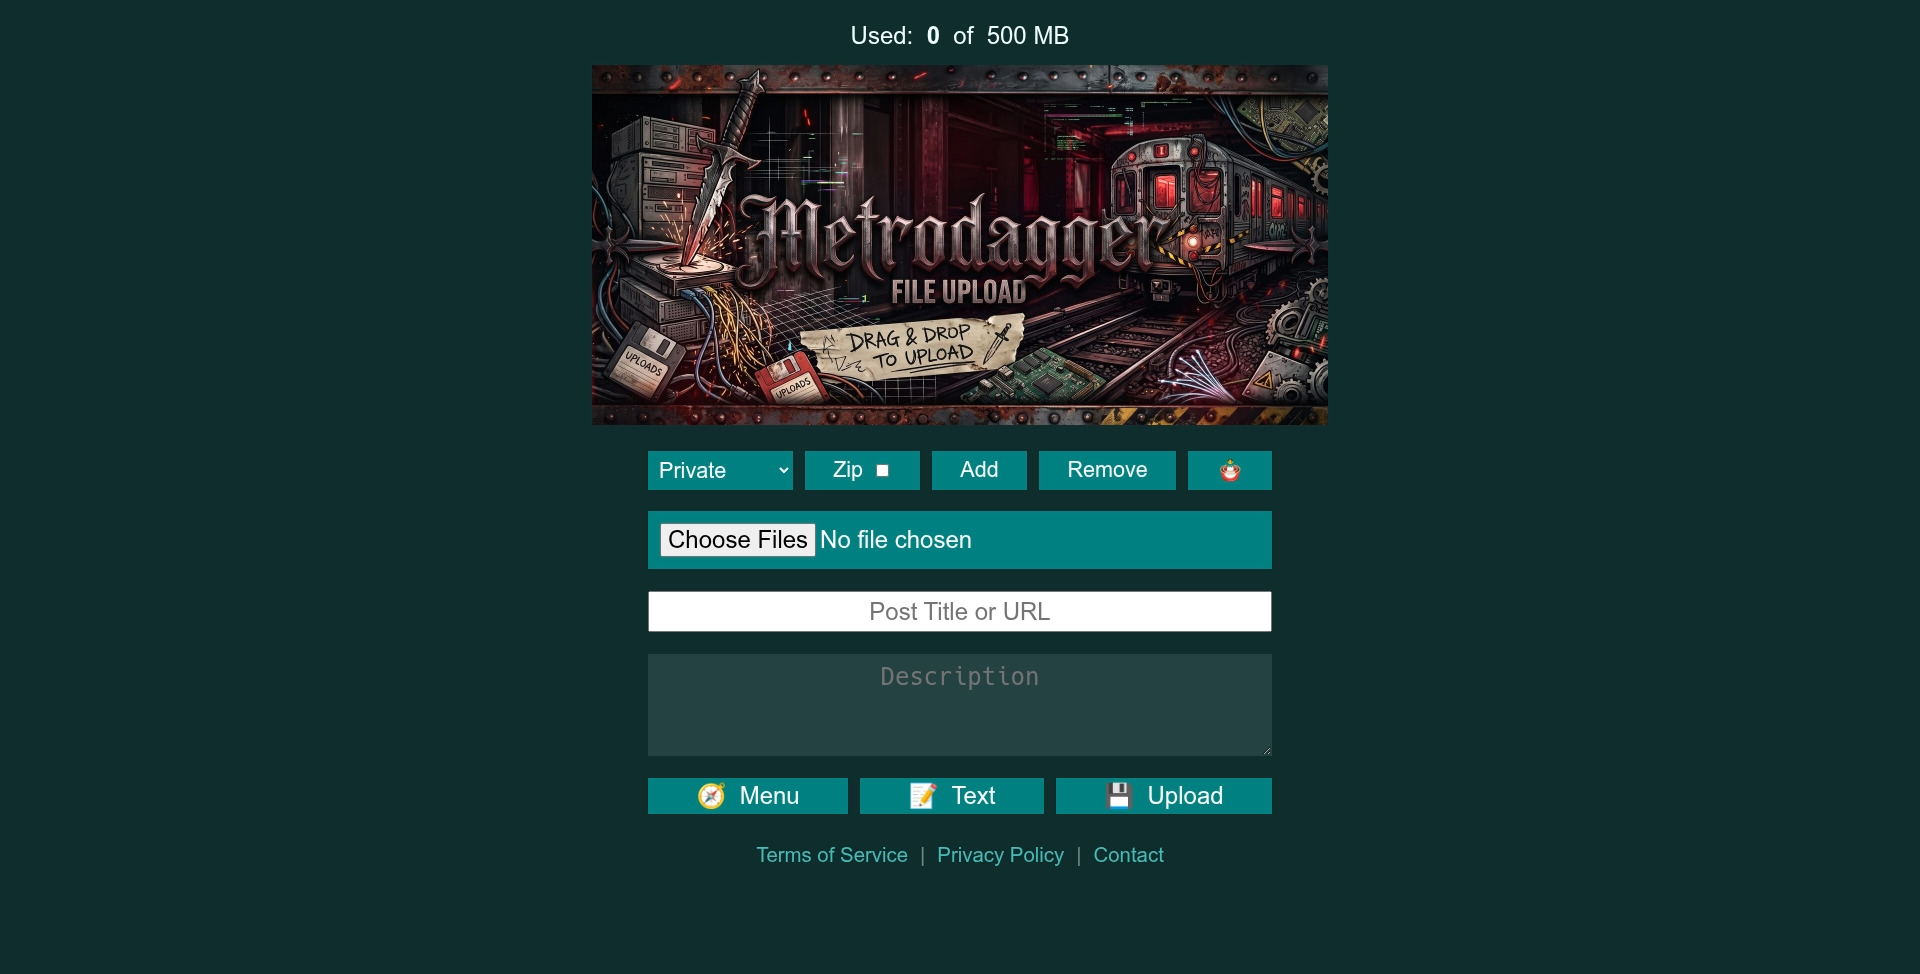 Used: 0 of 500 MB
Metrodagger
FILE UPLOAD
DRAG & DROP
TO UPLOAD
UPLOADS
UPLOADS
Private
Zip
Add
Remove
Choose Files No file chosen
Post Title or URL
Description
Menu
Text
Upload
Terms of Service | Privacy Policy | Contact